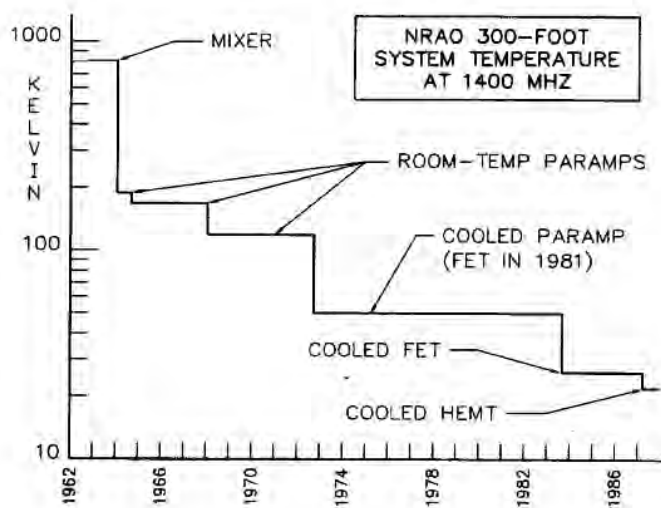 NRAO 300-FOOT
SYSTEM TEMPERATURE
AT 1400 MHZ
KELVIN
1000
100
10
MIXER
ROOM-TEMP PARAMPS
COOLED PARAMP
(FET IN 1981)
COOLED FET
COOLED HEMT
1962
1966
1970
1974
1978
1982
1986